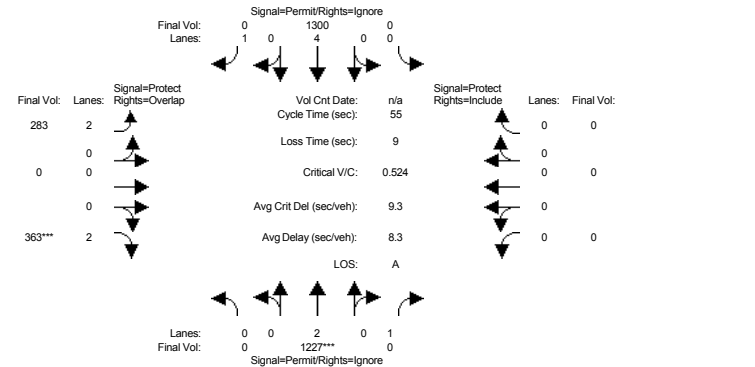 Signal=Permit/Rights=Ignore
Final Vol: 0 1300 0
Lanes: 1 0 4 0 0
Signal=Protect Signal=Protect
Final Vol: Lanes: Rights=Overlap Vol Cnt Date: n/a Rights=Include Lanes: Final Vol:
Cycle Time (sec): 55
283 2 0 0
Loss Time (sec): 9
0 0
0 0 Critical V/C: 0.524 0 0
0 Avg Crit Del (sec/veh): 9.3 0
363*** 2 Avg Delay (sec/veh): 8.3 0 0
LOS: A
Lanes: 0 0 2 0 1
Final Vol: 0 1227*** 0
Signal=Permit/Rights=Ignore